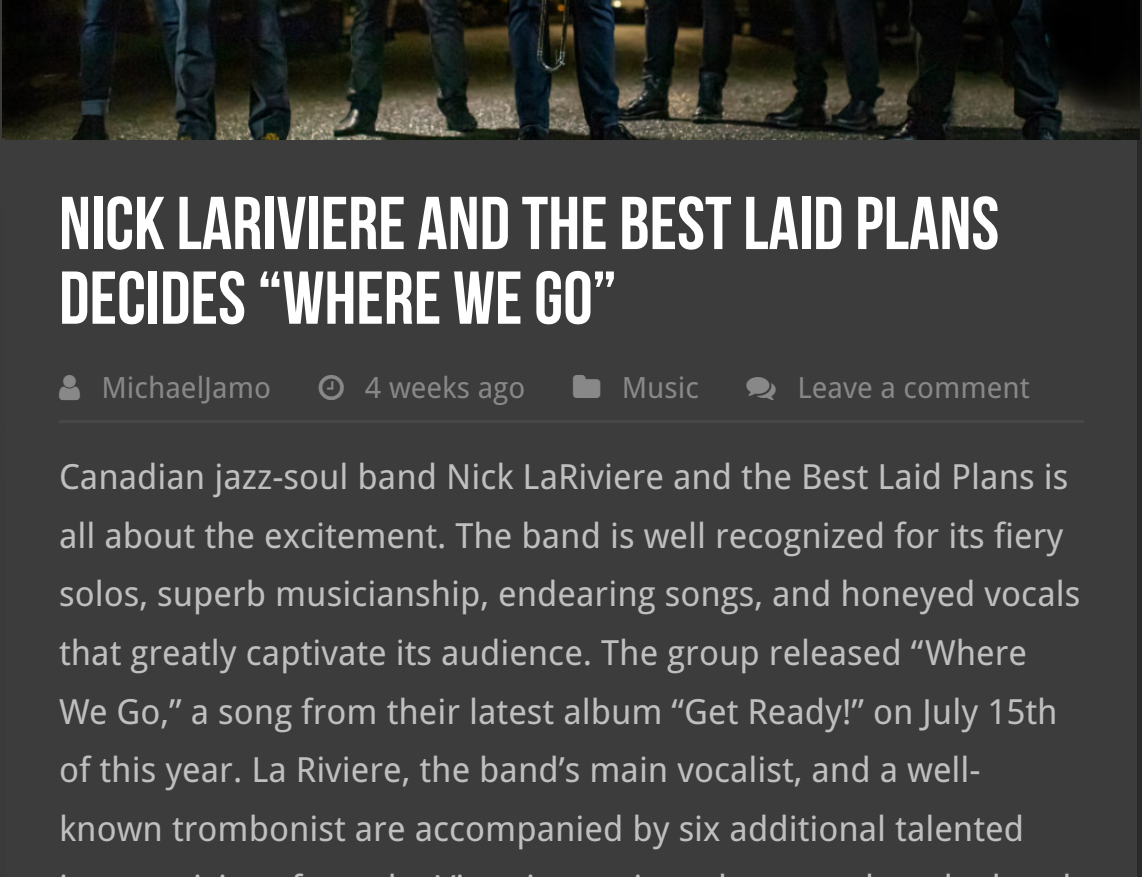 NICK LARIVIERE AND THE BEST LAID PLANS
DECIDES “WHERE WE GO”
MichaelJamo 4 weeks ago Music Leave a comment
Canadian jazz-soul band Nick LaRiviere and the Best Laid Plans is
all about the excitement. The band is well recognized for its fiery
solos, superb musicianship, endearing songs, and honeyed vocals
that greatly captivate its audience. The group released “Where
We Go,” a song from their latest album “Get Ready!” on July 15th
of this year. La Riviere, the band’s main vocalist, and a well-
known trombonist are accompanied by six additional talented